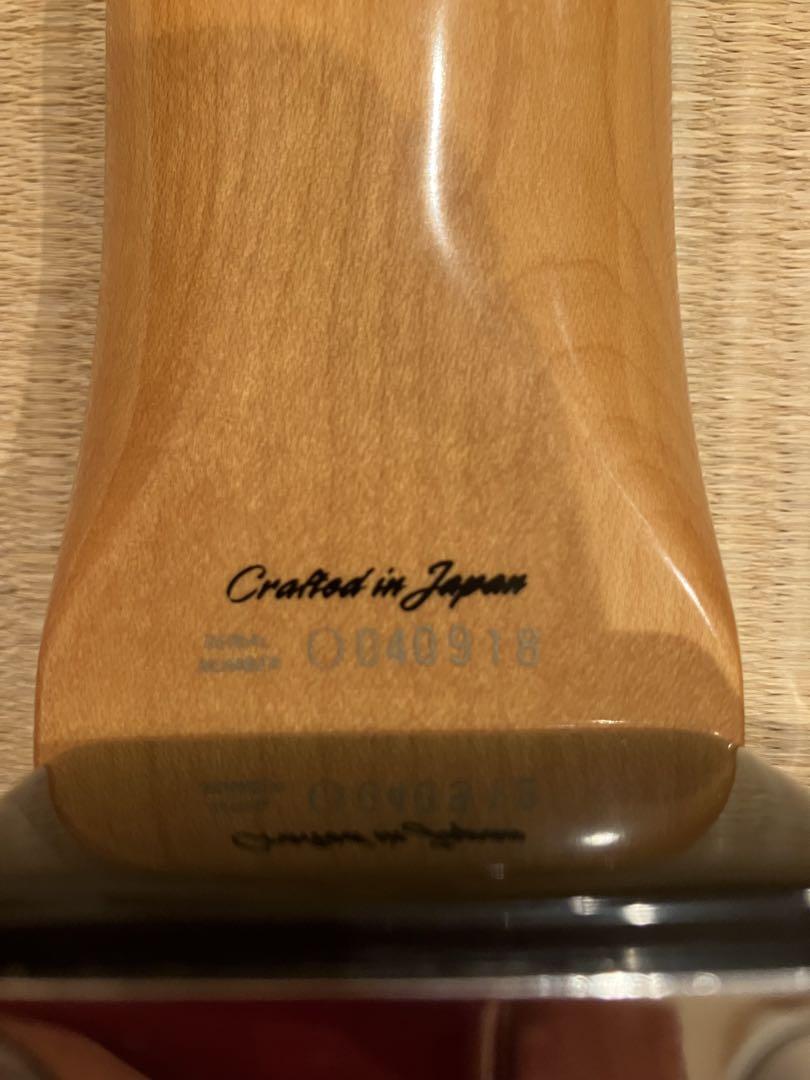 Crafted in Japan
SERIAL
NUMBER O040918